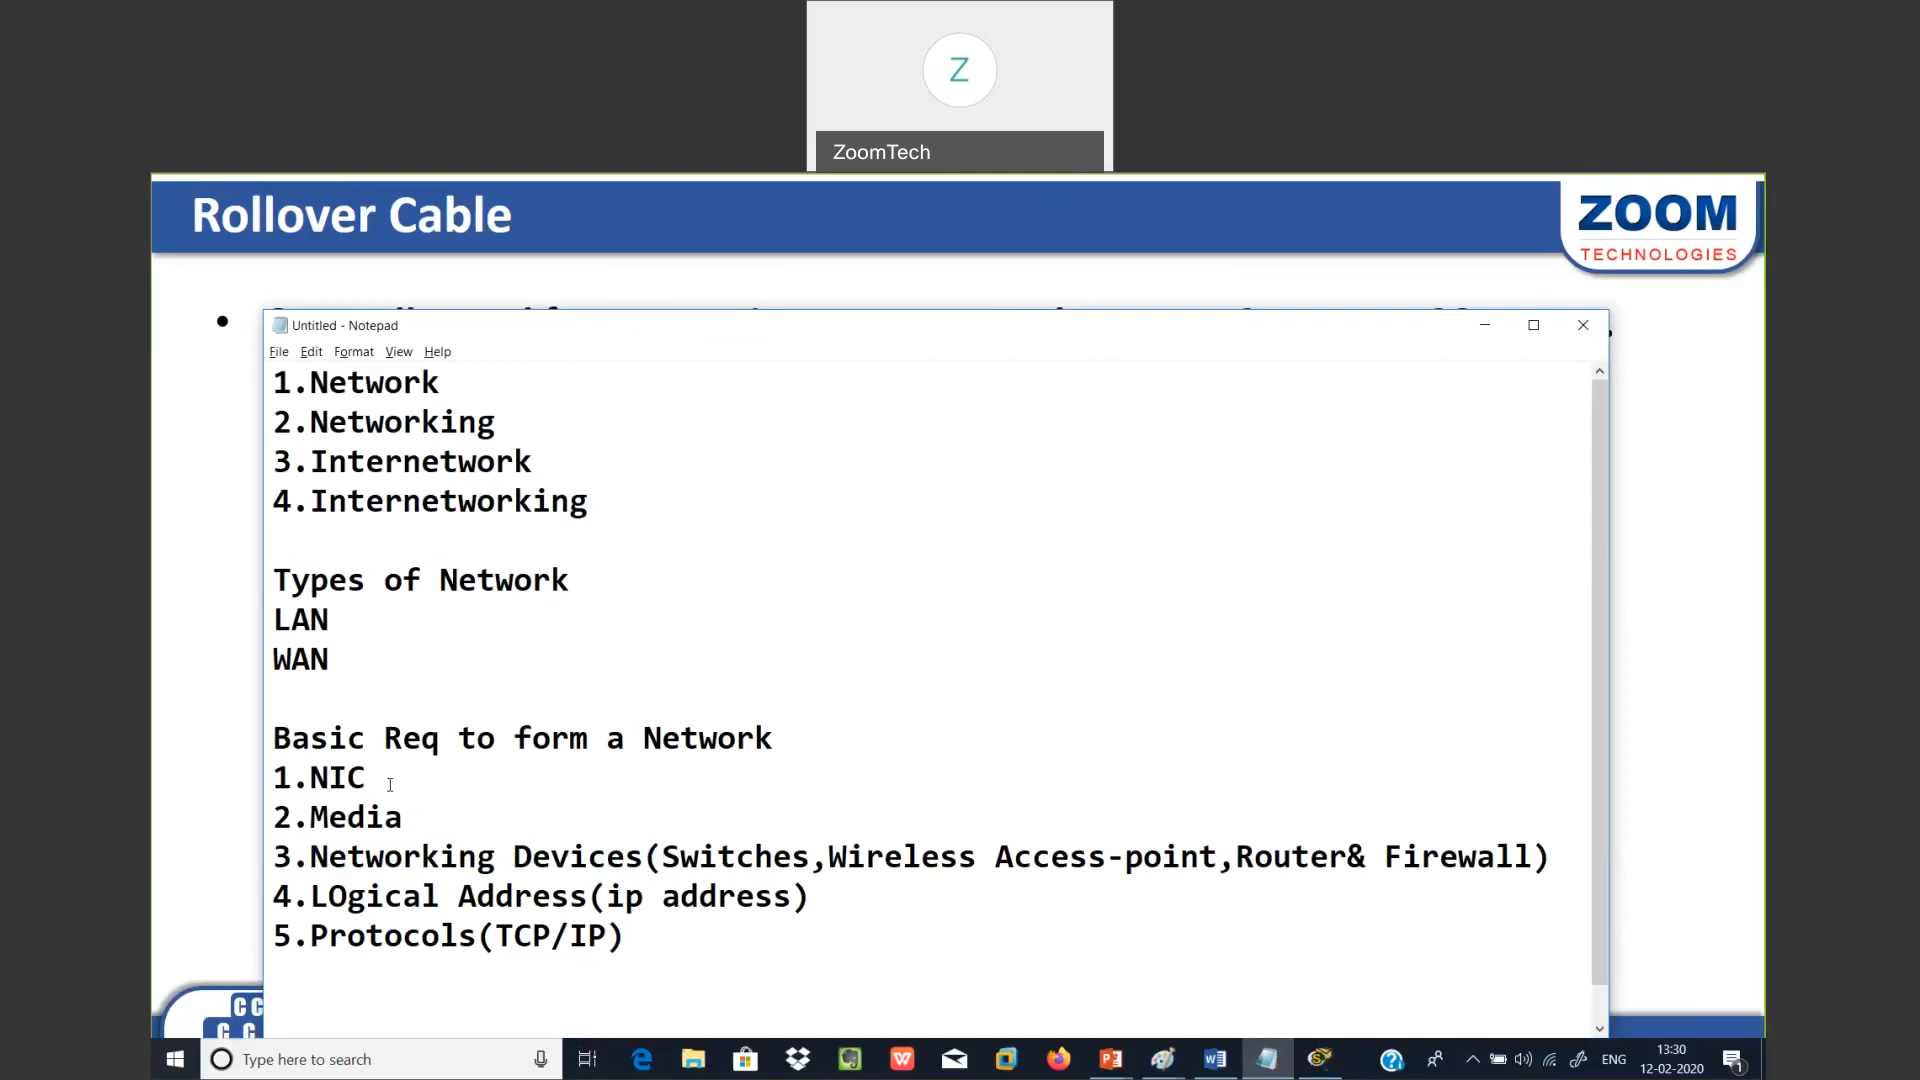 Z
ZoomTech
Rollover Cable
ZOOM
TECHNOLOGIES
Untitled - Notepad
File Edit Format View Help
1.Network
2.Networking
3.Internetwork
4.Internetworking
Types of Network
LAN
WAN
Basic Req to form a Network
1.NIC
2.Media
3.Networking Devices(Switches,Wireless Access-point,Router& Firewall)
4.LOgical Address(ip address)
5.Protocols(TCP/IP)
CC
C C
Type here to search
ENG
13:30
12-02-2020
1